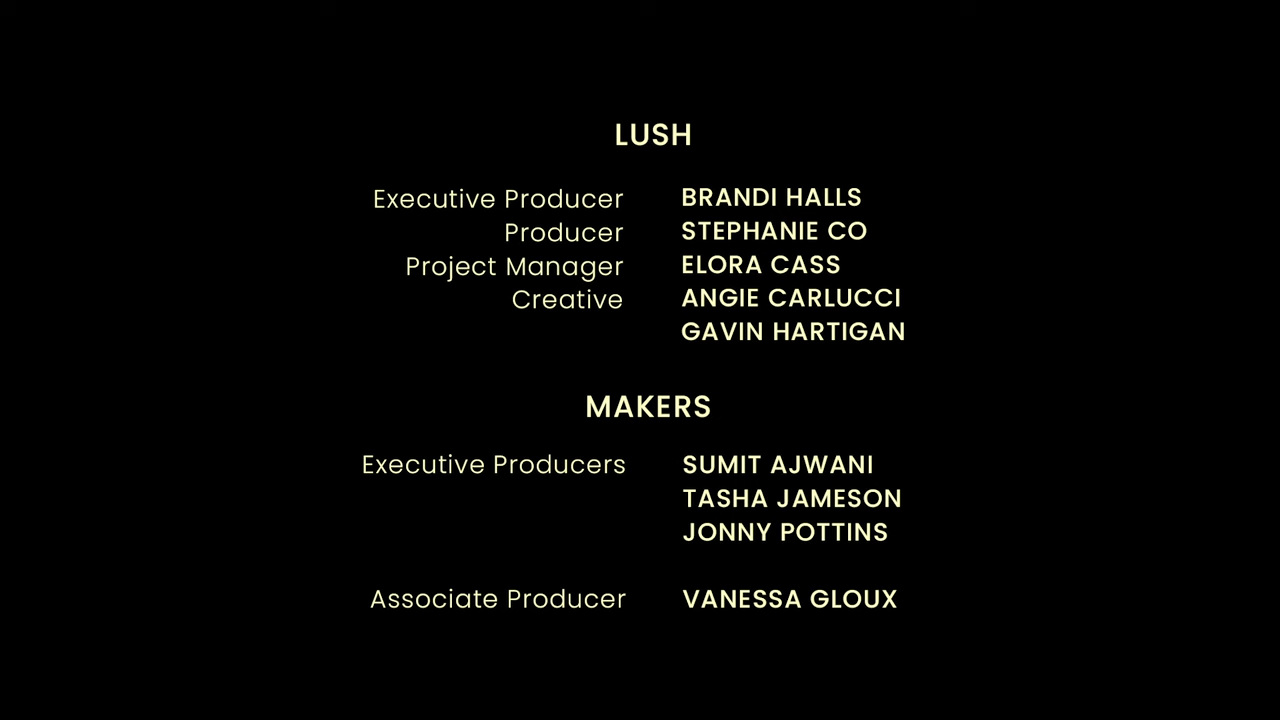 LUSH
Executive Producer BRANDI HALLS
Producer STEPHANIE CO
Project Manager ELORA CASS
Creative ANGIE CARLUCCI
GAVIN HARTIGAN
MAKERS
Executive Producers SUMIT AJWANI
TASHA JAMESON
JONNY POTTINS
Associate Producer VANESSA GLOUX